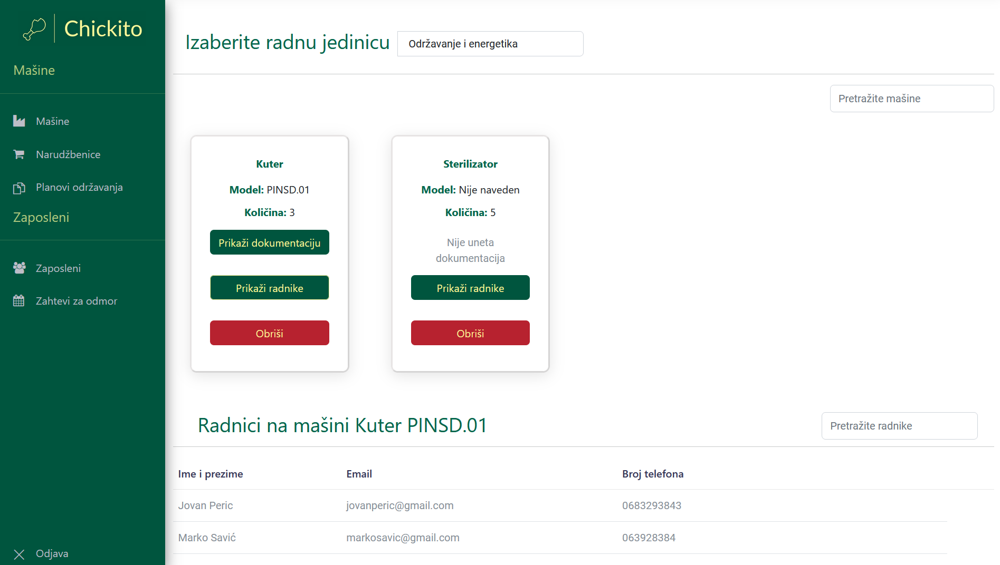 Chickito
Mašine
Mašine
Narudžbenice
Planovi održavanja
Zaposleni
Zaposleni
Zahtevi za odmor
Odjava
Izaberite radnu jedinicu
Održavanje i energetika
Pretražite mašine
Kuter
Model: PINSD.01
Količina: 3
Prikaži dokumentaciju
Prikaži radnike
Obriši
Sterilizator
Model: Nije naveden
Količina: 5
Nije uneta
dokumentacija
Prikaži radnike
Obriši
Radnici na mašini Kuter PINSD.01
Pretražite radnike
Ime i prezime Email Broj telefona
Jovan Peric jovanperic@gmail.com 0683293843
Marko Savić markosavic@gmail.com 063928384